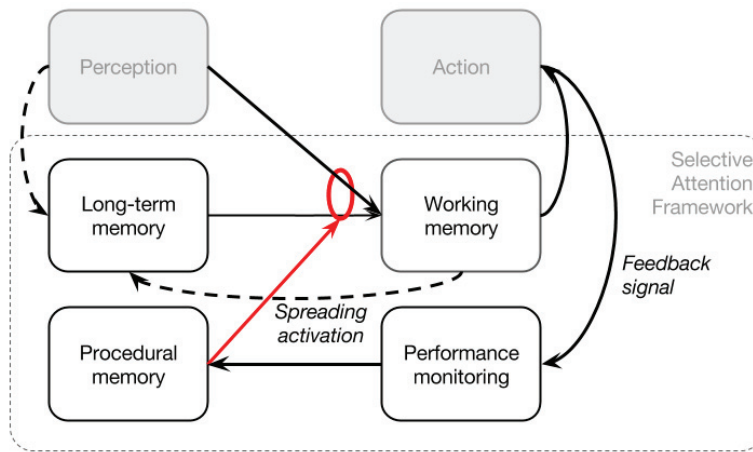 Perception
Action
Selective
Attention
Framework
Long-term
memory
Working
memory
Feedback
signal
Spreading
activation
Procedural
memory
Performance
monitoring